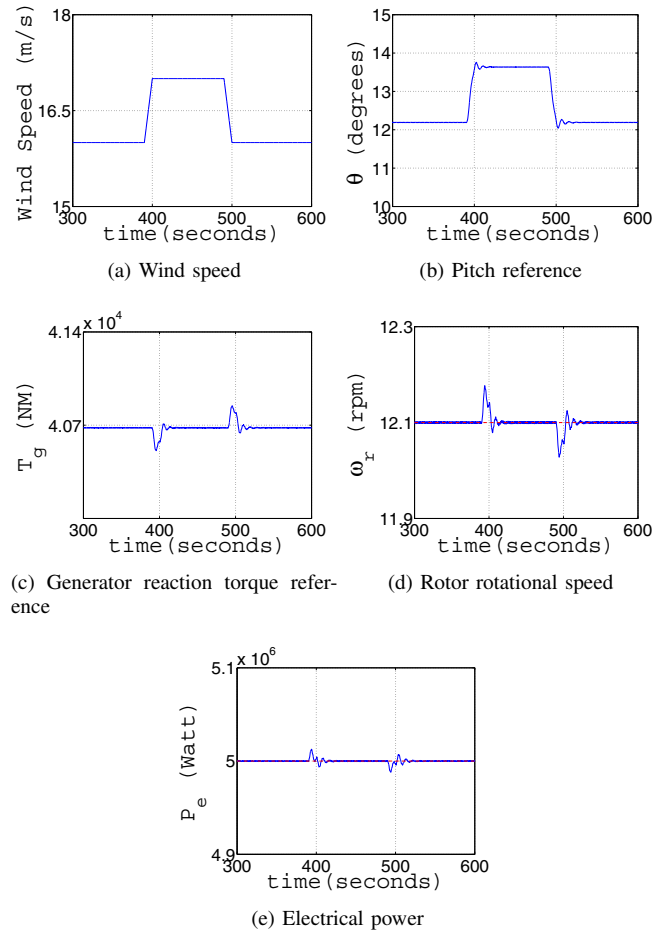 18
16.5
15
Wind Speed (m/s)
300 400 500 600
time(seconds)
(a) Wind speed
15
14
13
12
11
10
θ (degrees)
300 400 500 600
time(seconds)
(b) Pitch reference
4.14 x 10^4
4.07
T_g (NM)
300 400 500 600
time(seconds)
(c) Generator reaction torque refer-
ence
12.3
12.1
11.9
ω_r (rpm)
300 400 500 600
time(seconds)
(d) Rotor rotational speed
5.1 x 10^6
5
4.9
P_e (Watt)
300 400 500 600
time(seconds)
(e) Electrical power